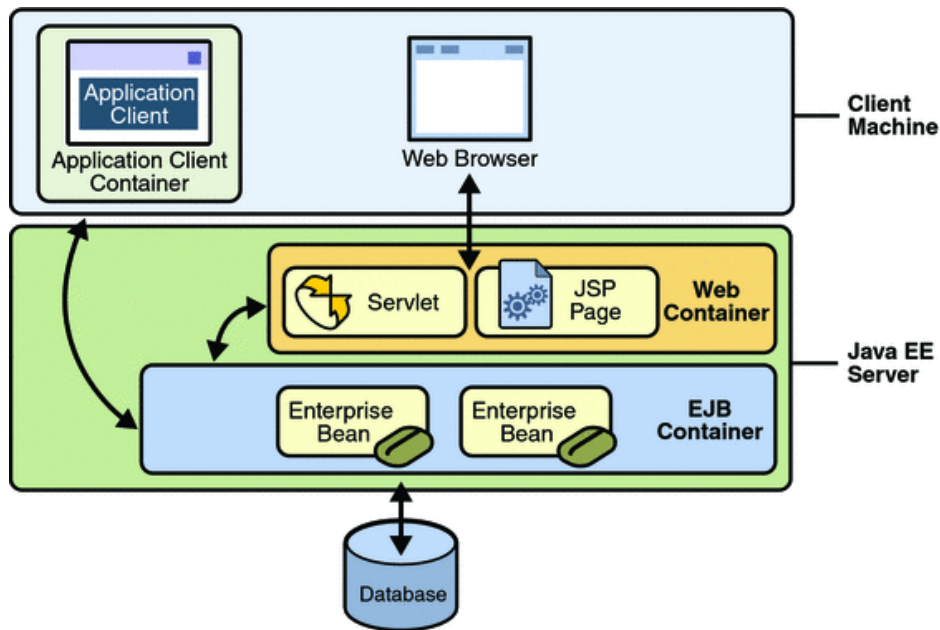 Application
Client
Application Client
Container
Web Browser
Client
Machine
Servlet
JSP
Page
Web
Container
Java EE
Server
Enterprise
Bean
Enterprise
Bean
EJB
Container
Database